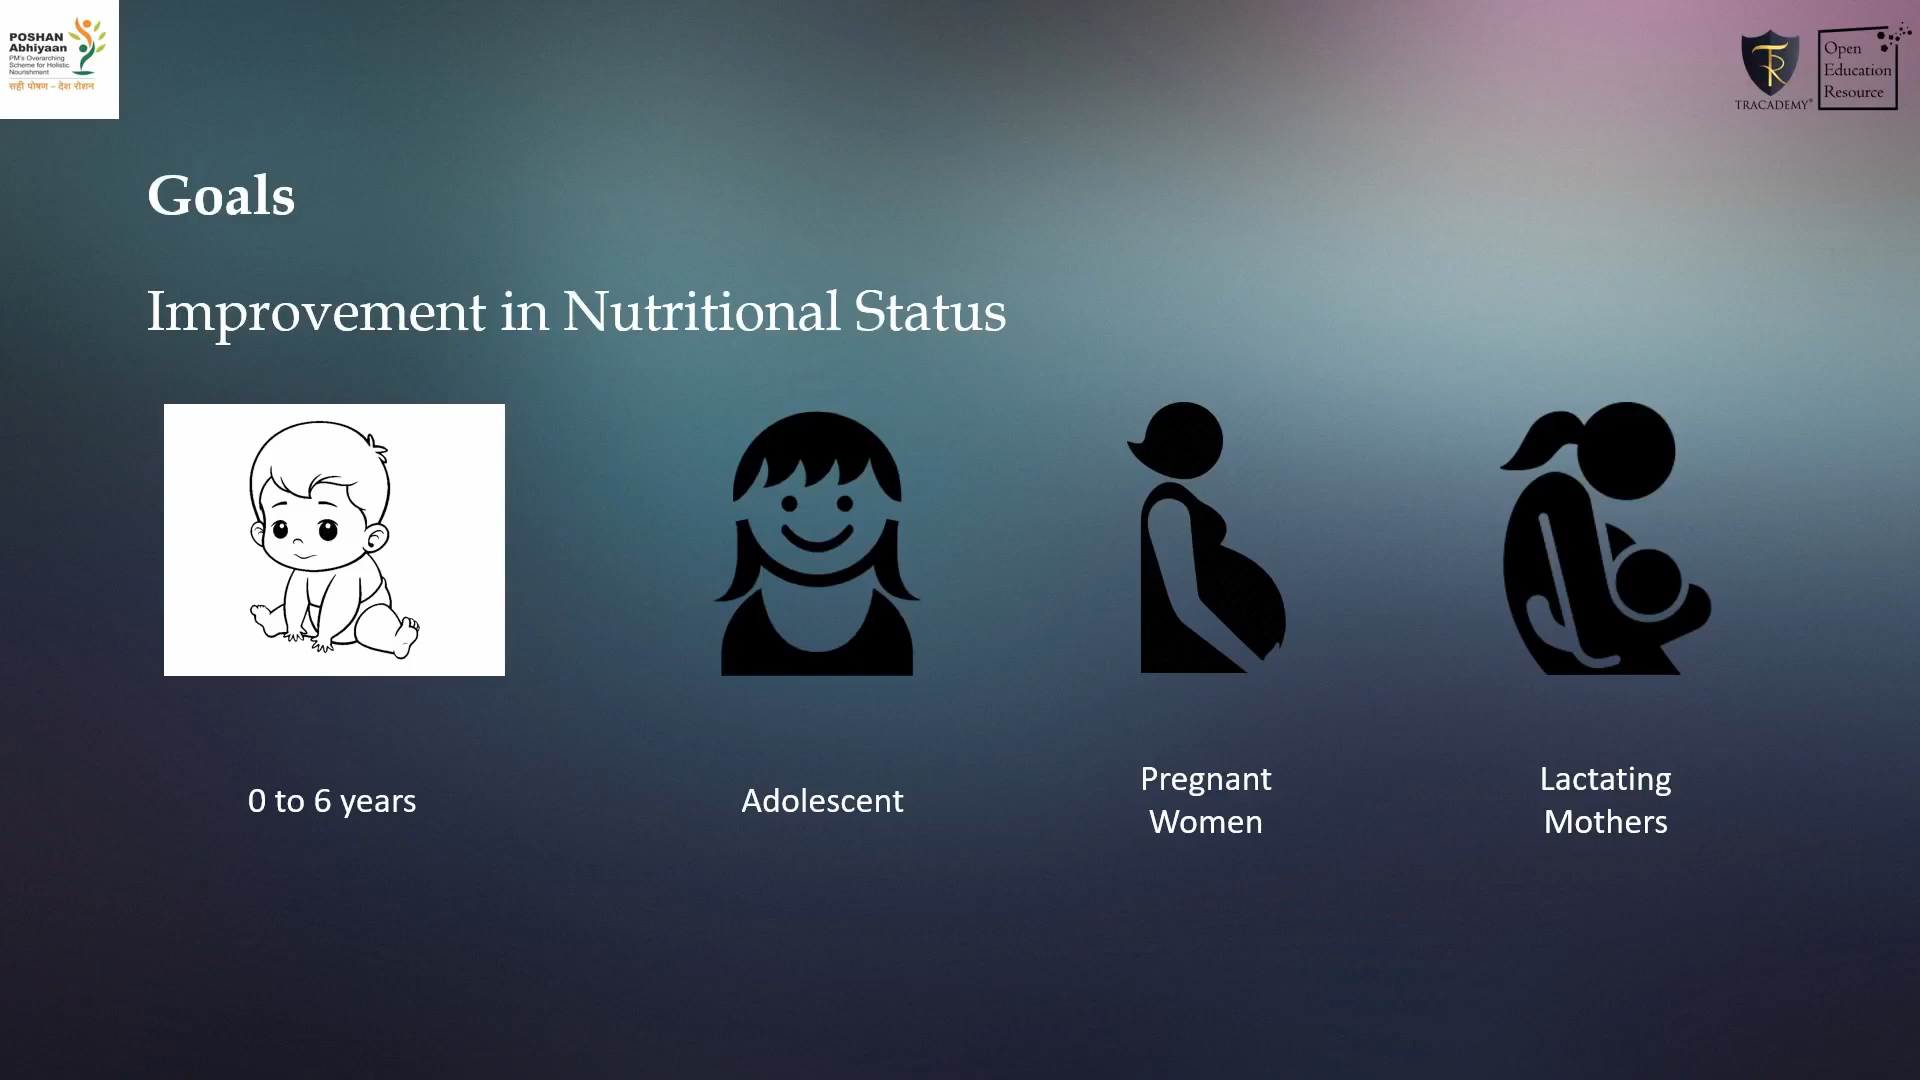 POSHAN
Abhiyaan
PM's Overarching
Scheme for Holistic
Nourishment
सही पोषण – देश रोशन
TRACADEMY®
Open
Education
Resource
Goals
Improvement in Nutritional Status
0 to 6 years
Adolescent
Pregnant
Women
Lactating
Mothers